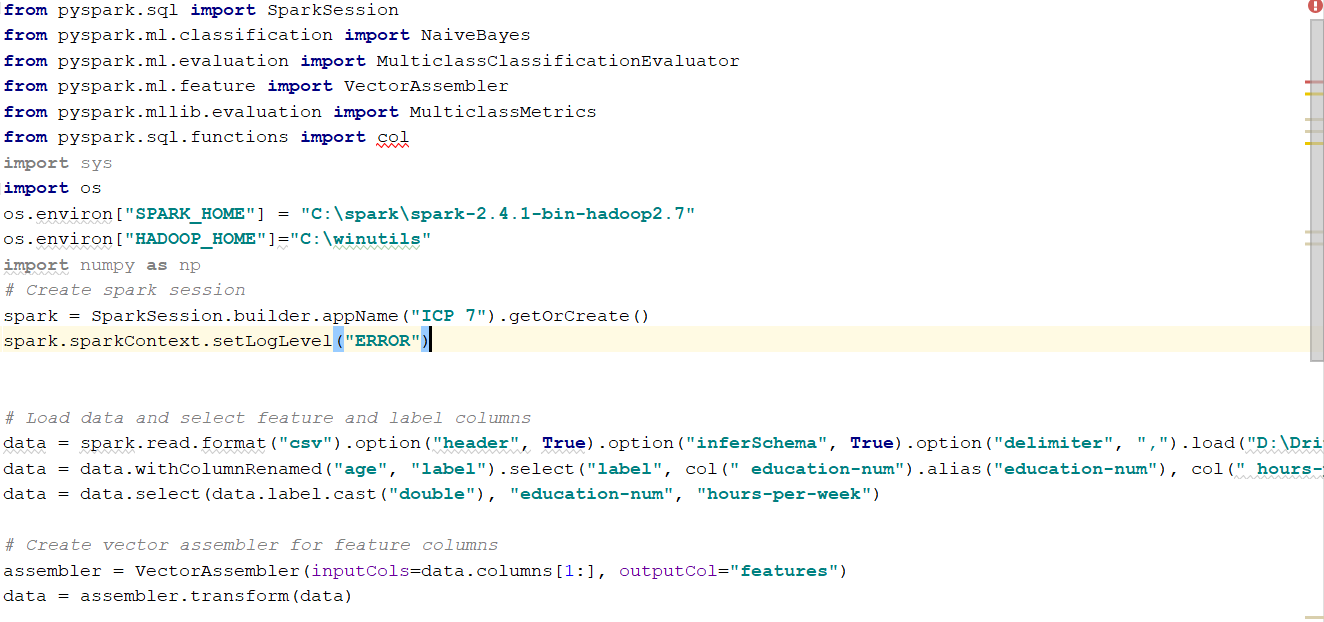 from pyspark.sql import SparkSession
from pyspark.ml.classification import NaiveBayes
from pyspark.ml.evaluation import MulticlassClassificationEvaluator
from pyspark.ml.feature import VectorAssembler
from pyspark.mllib.evaluation import MulticlassMetrics
from pyspark.sql.functions import col
import sys
import os
os.environ["SPARK_HOME"] = "C:\spark\spark-2.4.1-bin-hadoop2.7"
os.environ["HADOOP_HOME"]="C:\winutils"
import numpy as np
# Create spark session
spark = SparkSession.builder.appName("ICP 7").getOrCreate()
spark.sparkContext.setLogLevel("ERROR")
# Load data and select feature and label columns
data = spark.read.format("csv").option("header", True).option("inferSchema", True).option("delimiter", ",").load("D:\Dri
data = data.withColumnRenamed("age", "label").select("label", col(" education-num").alias("education-num"), col(" hours-
data = data.select(data.label.cast("double"), "education-num", "hours-per-week")
# Create vector assembler for feature columns
assembler = VectorAssembler(inputCols=data.columns[1:], outputCol="features")
data = assembler.transform(data)